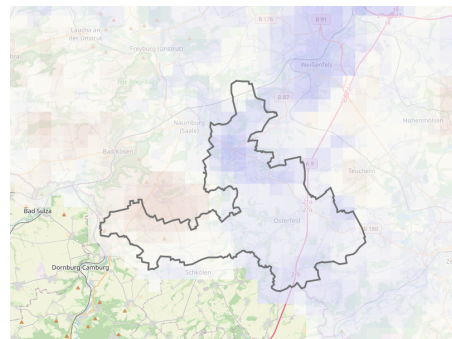 B 176
B 91
Laucha an
der Unstrut
Freyburg (Unstrut)
Weißenfels
B 87
Naumburg
(Saale)
Hohenmölsen
Bad Kösen
Teuchern
Bad Sulza
Osterfeld
B 180
Dornburg-Camburg
Schkölen